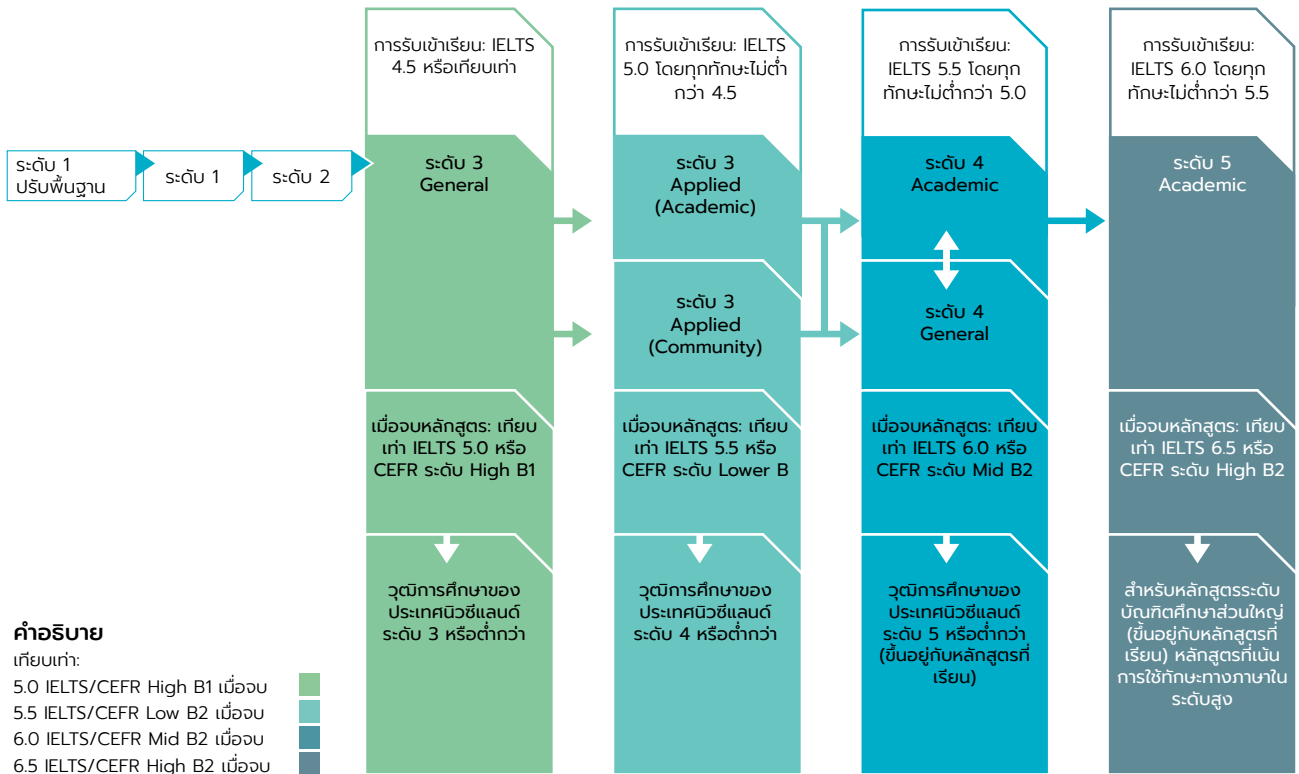 การรับเข้าเรียน: IELTS
4.5 หรือเทียบเท่า
การรับเข้าเรียน: IELTS
5.0 โดยทุกทักษะไม่ต่ำ
กว่า 4.5
การรับเข้าเรียน:
IELTS 5.5 โดยทุก
ทักษะไม่ต่ำกว่า 5.0
การรับเข้าเรียน:
IELTS 6.0 โดยทุก
ทักษะไม่ต่ำกว่า 5.5
ระดับ 1
ปรับพื้นฐาน
ระดับ 1
ระดับ 2
ระดับ 3
General
ระดับ 3
Applied
(Academic)
ระดับ 4
Academic
ระดับ 5
Academic
ระดับ 3
Applied
(Community)
ระดับ 4
General
เมื่อจบหลักสูตร: เทียบ
เท่า IELTS 5.0 หรือ
CEFR ระดับ High B1
เมื่อจบหลักสูตร: เทียบ
เท่า IELTS 5.5 หรือ
CEFR ระดับ Lower B
เมื่อจบหลักสูตร: เทียบ
เท่า IELTS 6.0 หรือ
CEFR ระดับ Mid B2
เมื่อจบหลักสูตร: เทียบ
เท่า IELTS 6.5 หรือ
CEFR ระดับ High B2
วุฒิการศึกษาของ
ประเทศนิวซีแลนด์
ระดับ 3 หรือต่ำกว่า
วุฒิการศึกษาของ
ประเทศนิวซีแลนด์
ระดับ 4 หรือต่ำกว่า
วุฒิการศึกษาของ
ประเทศนิวซีแลนด์
ระดับ 5 หรือต่ำกว่า
(ขึ้นอยู่กับหลักสูตรที่
เรียน)
สำหรับหลักสูตรระดับ
บัณฑิตศึกษาส่วนใหญ่
(ขึ้นอยู่กับหลักสูตรที่
เรียน) หลักสูตรที่เน้น
การใช้ทักษะทางภาษาใน
ระดับสูง
คำอธิบาย
เทียบเท่า:
5.0 IELTS/CEFR High B1 เมื่อจบ
5.5 IELTS/CEFR Low B2 เมื่อจบ
6.0 IELTS/CEFR Mid B2 เมื่อจบ
6.5 IELTS/CEFR High B2 เมื่อจบ